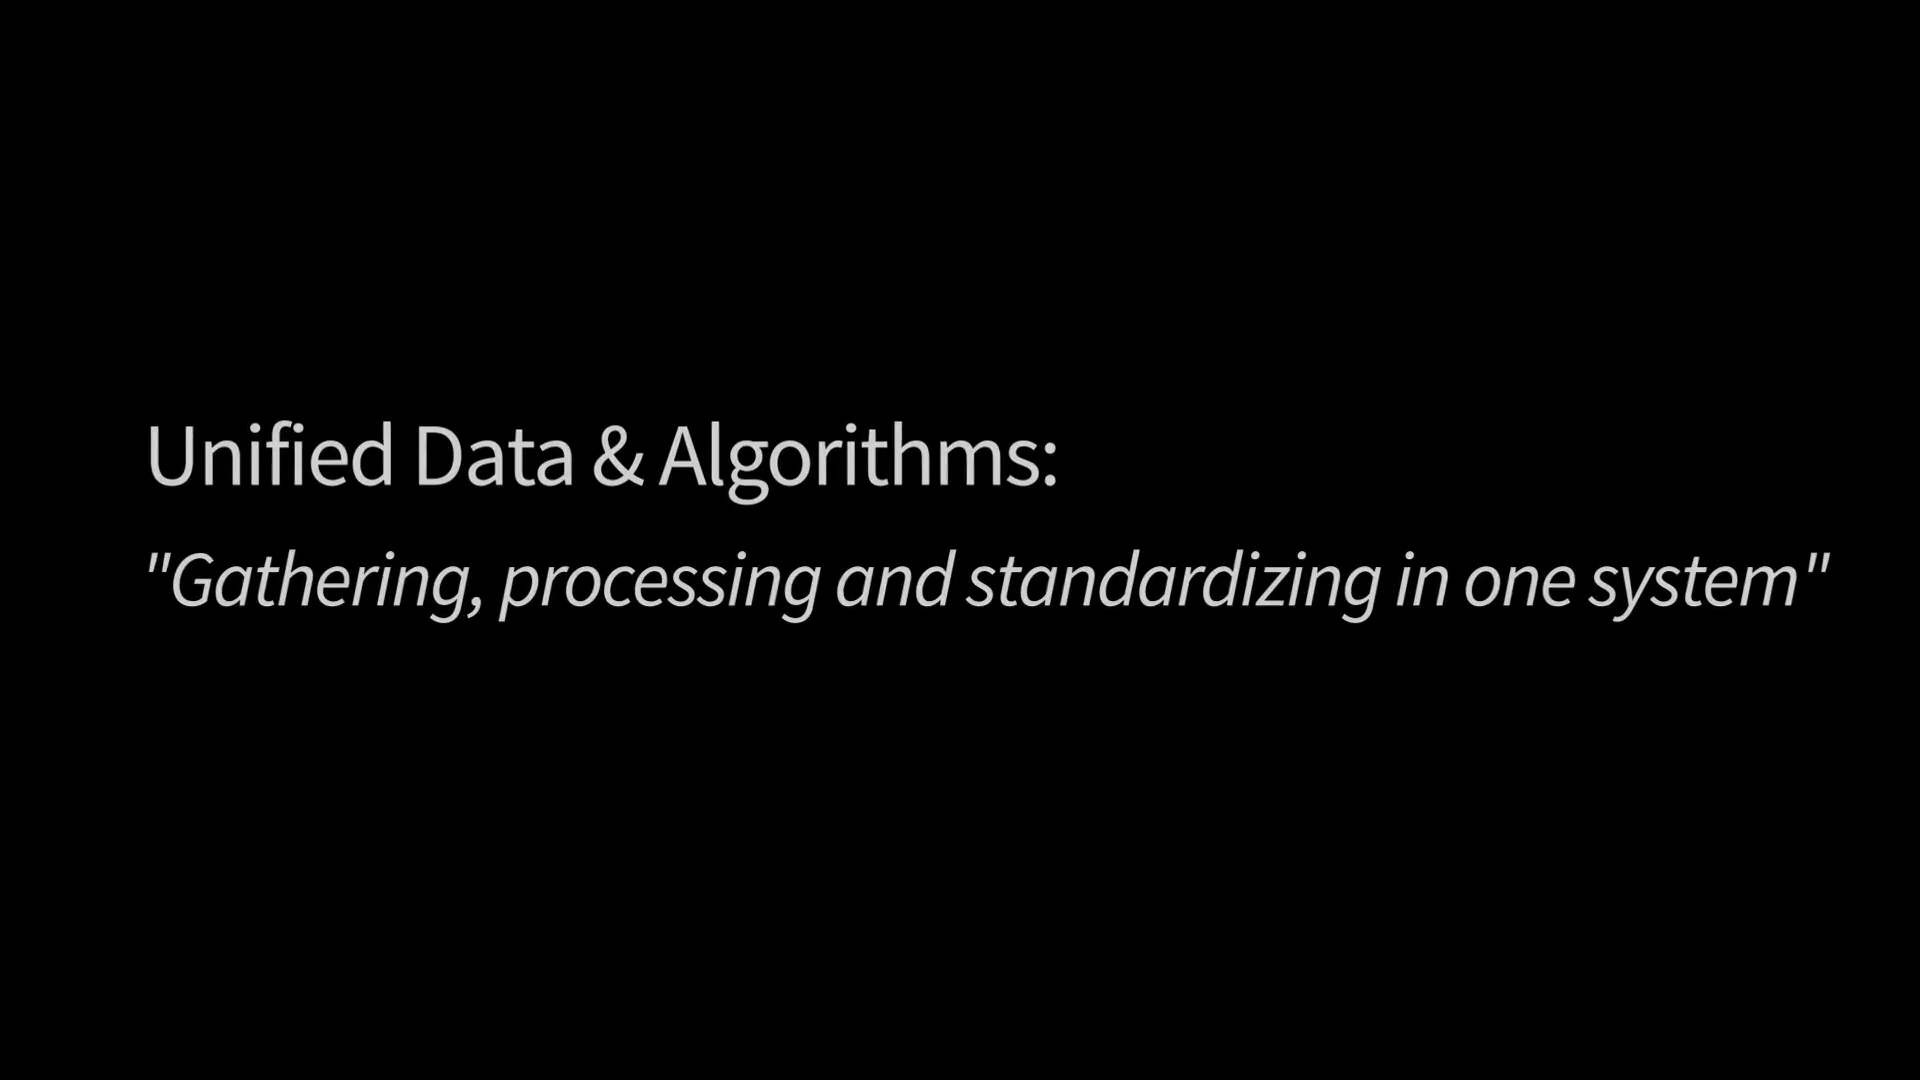 Unified Data & Algorithms:
"Gathering, processing and standardizing in one system"